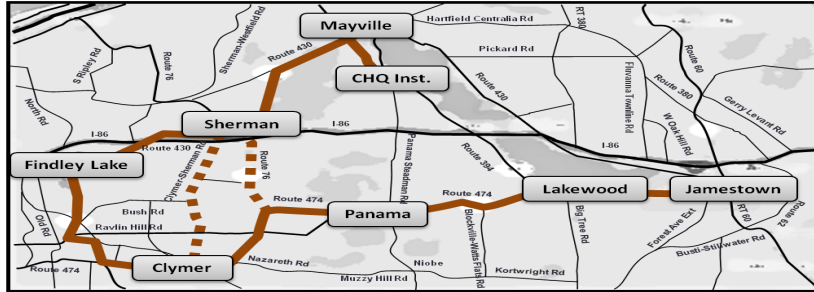 Mayville
Hartfield Centralia Rd
RT 380
Route 60
Sherman-Westfield Rd
Route 76
S Ripley Rd
Route 430
CHQ Inst.
Pickard Rd
Route 430
Fluvanna Townline Rd
Route 380
Gerry Levant Rd
North Rd
Sherman
I-86
Route 430
I-86
W Oak Hill Rd
I-86
Findley Lake
Clymer-Sherman Rd
Route 76
Panama Steadman Rd
Route 394
Lakewood
Jamestown
Old Rd
Bush Rd
Ravlin Hill Rd
Route 474
Panama
Route 474
Blockville-Watts Flats Rd
Big Tree Rd
Forest Ave Ext
RT 60
Route 62
Busti-Stillwater Rd
Route 474
Clymer
Nazareth Rd
Muzzy Hill Rd
Niobe
Kortwright Rd